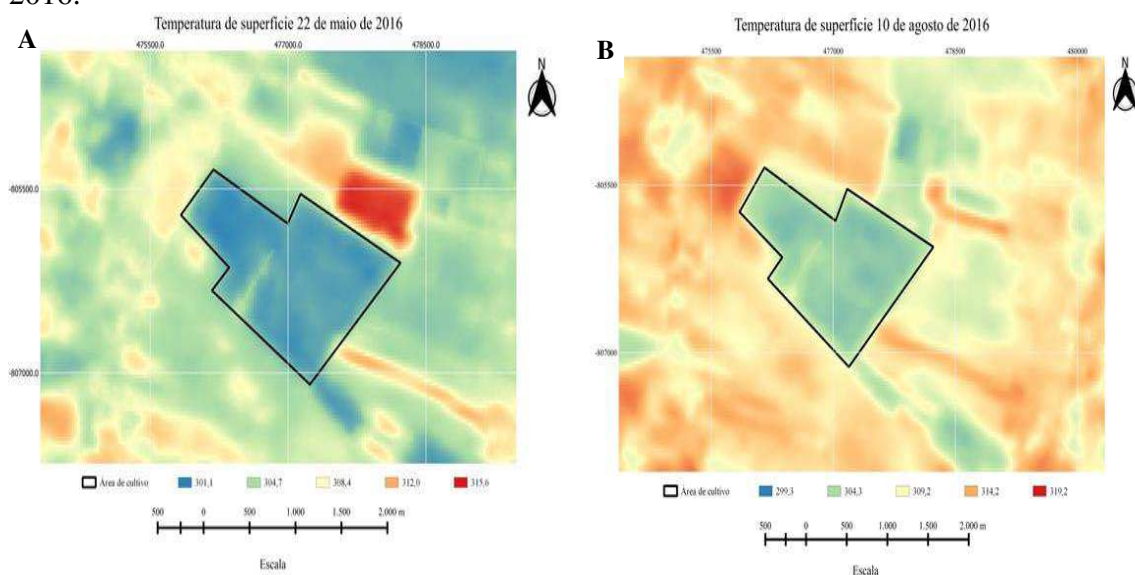 2016.
Temperatura de superfície 22 de maio de 2016
A
475500 477000 478500
N
-805500.0
-807000.0
Área de cultivo 301,1 304,7 308,4 312,0 315,6
500 0 500 1.000 1.500 2.000 m
Escala
Temperatura de superfície 10 de agosto de 2016
B
475500 477000 478500 480000
N
-805500
-807000
Área de cultivo 299,3 304,3 309,2 314,2 319,2
500 0 500 1.000 1.500 2.000 m
Escala